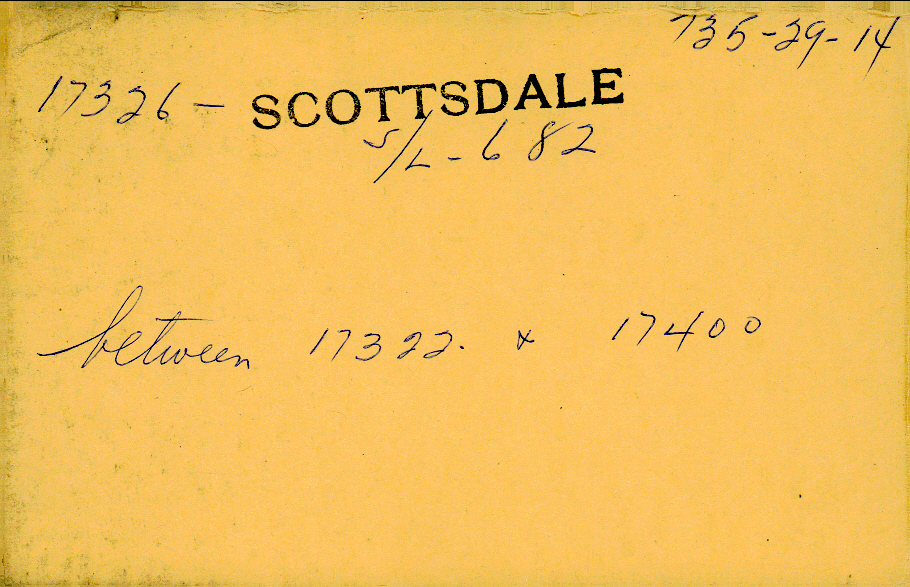 735-29-14
17326 - SCOTTSDALE
S/L - 682
between 17322. & 17400